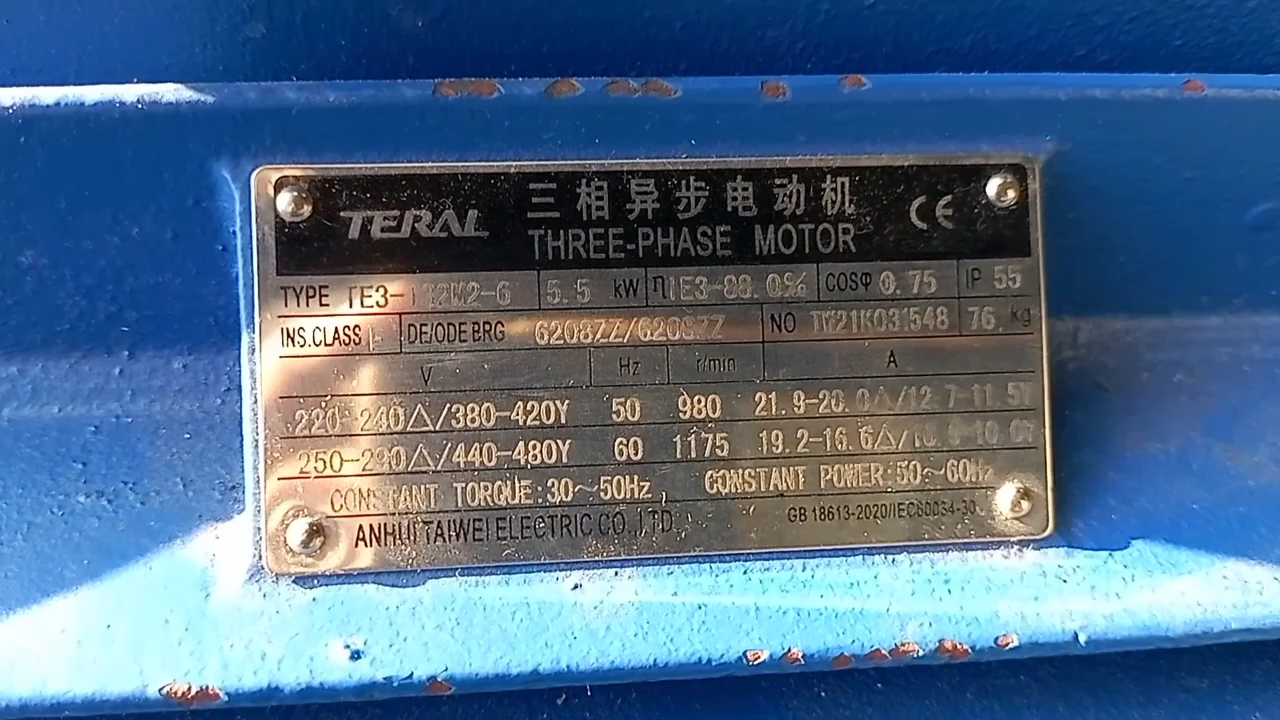 TERAL 三相异步电动机 CE
THREE-PHASE MOTOR
TYPE TE3-132M2-6 5.5 kW η IE3-88.0% COSφ 0.75 IP 55
INS.CLASS F DE/ODE BRG 6208ZZ/6208ZZ NO TW21K031548 76 kg
V Hz r/min A
220-240△/380-420Y 50 980 21.9-20.0△/12.7-11.5Y
/440-480Y 60 1175 19.2-16.6△/
CONSTANT TORQUE:30~50Hz, CONSTANT POWER:50~60Hz
ANHUI TAIWEI ELECTRIC CO.,LTD. GB 18613-2020/IEC60034-30